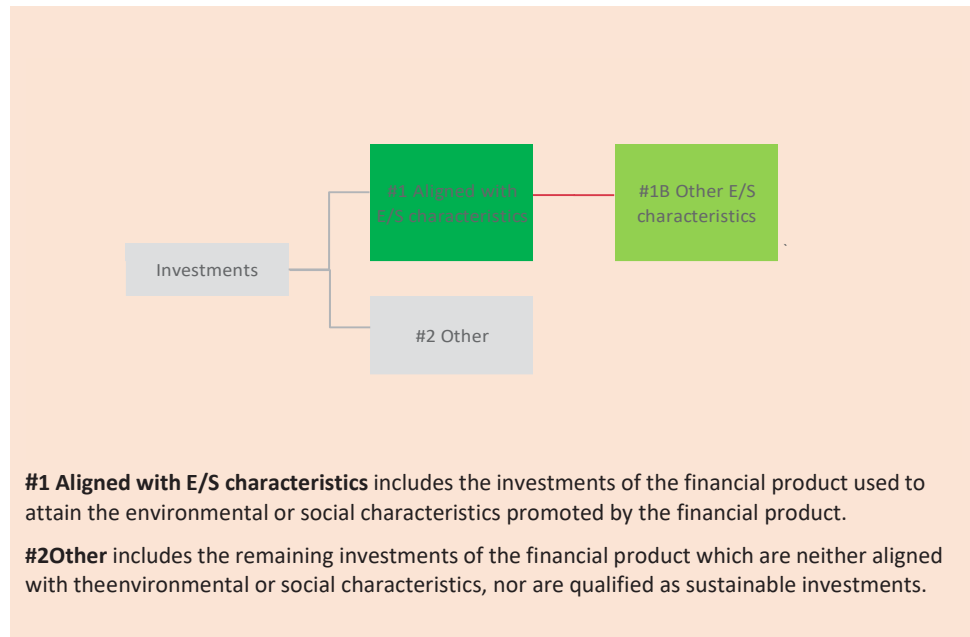 #1 Aligned with
E/S characteristics
#1B Other E/S
characteristics
`
Investments
#2 Other
#1 Aligned with E/S characteristics includes the investments of the financial product used to
attain the environmental or social characteristics promoted by the financial product.
#2Other includes the remaining investments of the financial product which are neither aligned
with theenvironmental or social characteristics, nor are qualified as sustainable investments.